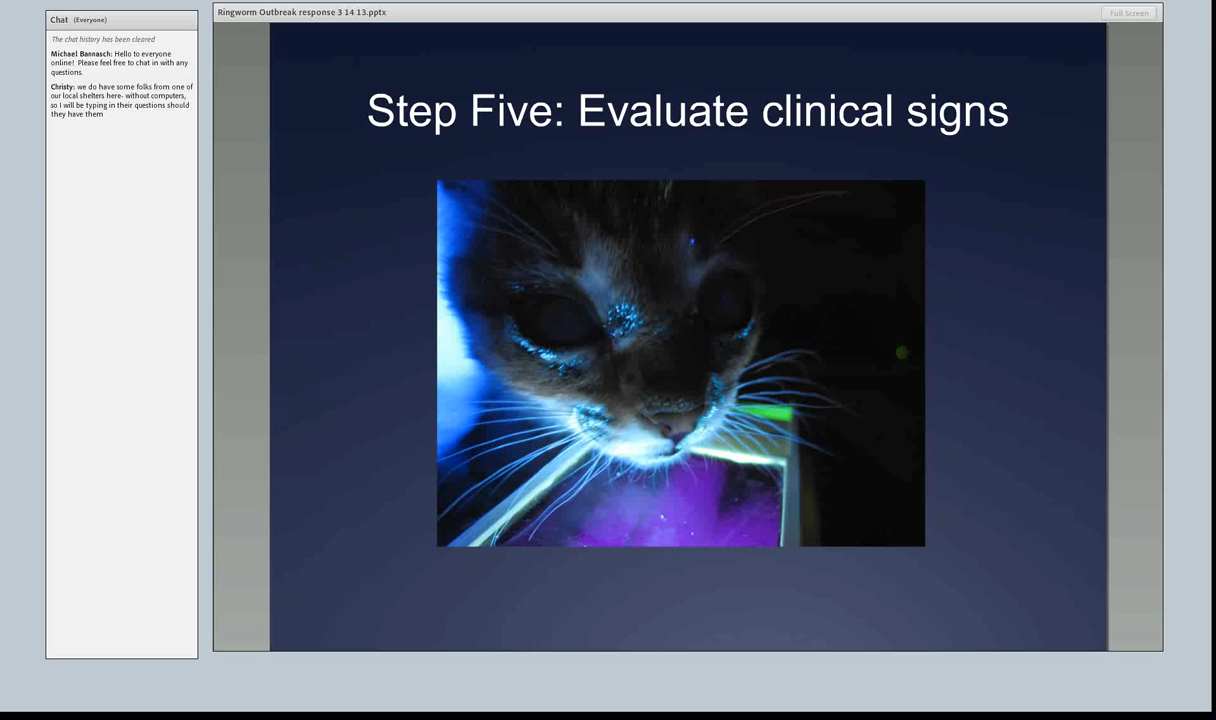 Chat (Everyone)
The chat history has been cleared
Michael Bannasch: Hello to everyone
online! Please feel free to chat in with any
questions.
Christy: we do have some folks from one of
our local shelters here- without computers,
so I will be typing in their questions should
they have them
Ringworm Outbreak response 3 14 13.pptx
Full Screen
Step Five: Evaluate clinical signs